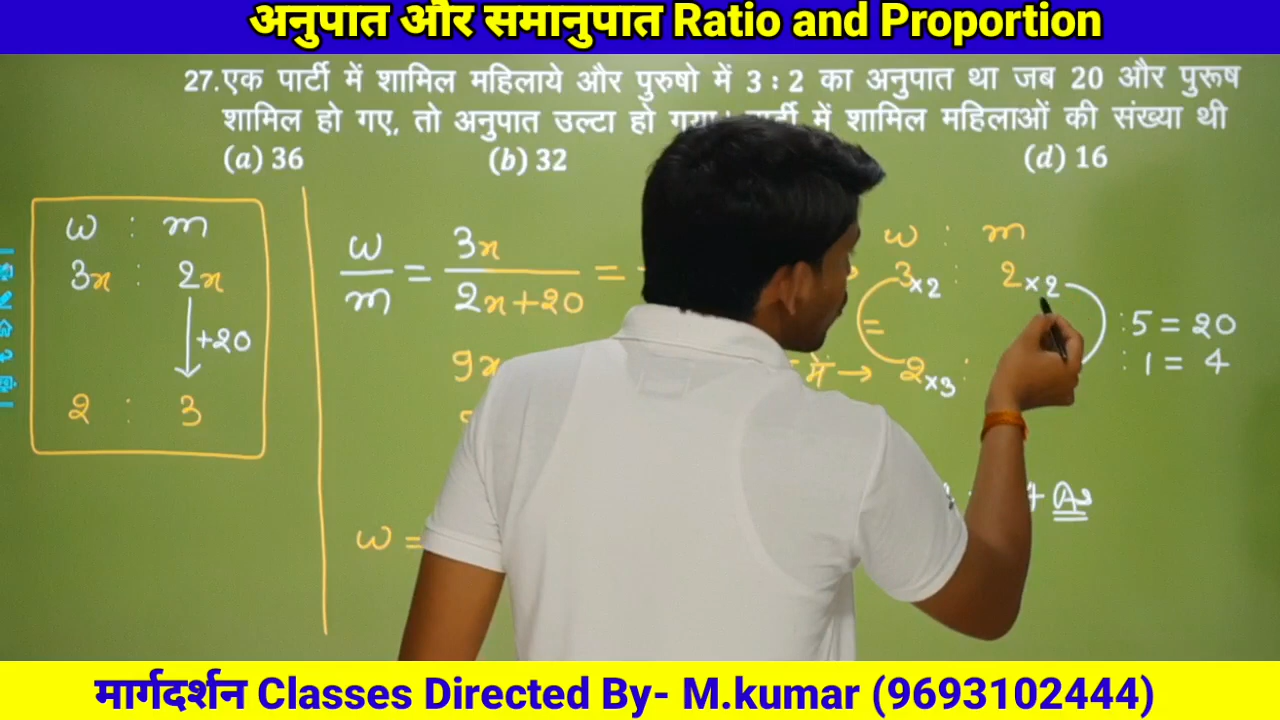 अनुपात और समानुपात Ratio and Proportion
27.एक पार्टी में शामिल महिलाये और पुरुषो में 3 : 2 का अनुपात था जब 20 और पुरूष
शामिल हो गए, तो अनुपात उल्टा हो गया। में शामिल महिलाओं की संख्या थी
(a) 36 (b) 32 (d) 16
w : m
3x : 2x
+20
2 : 3
w/m = 3x/2x+20 =
9x
w =
w : m
3×2 : 2×2
=
में → 2×3 :
: 5 = 20
: 1 = 4
मार्गदर्शन Classes Directed By- M.kumar (9693102444)